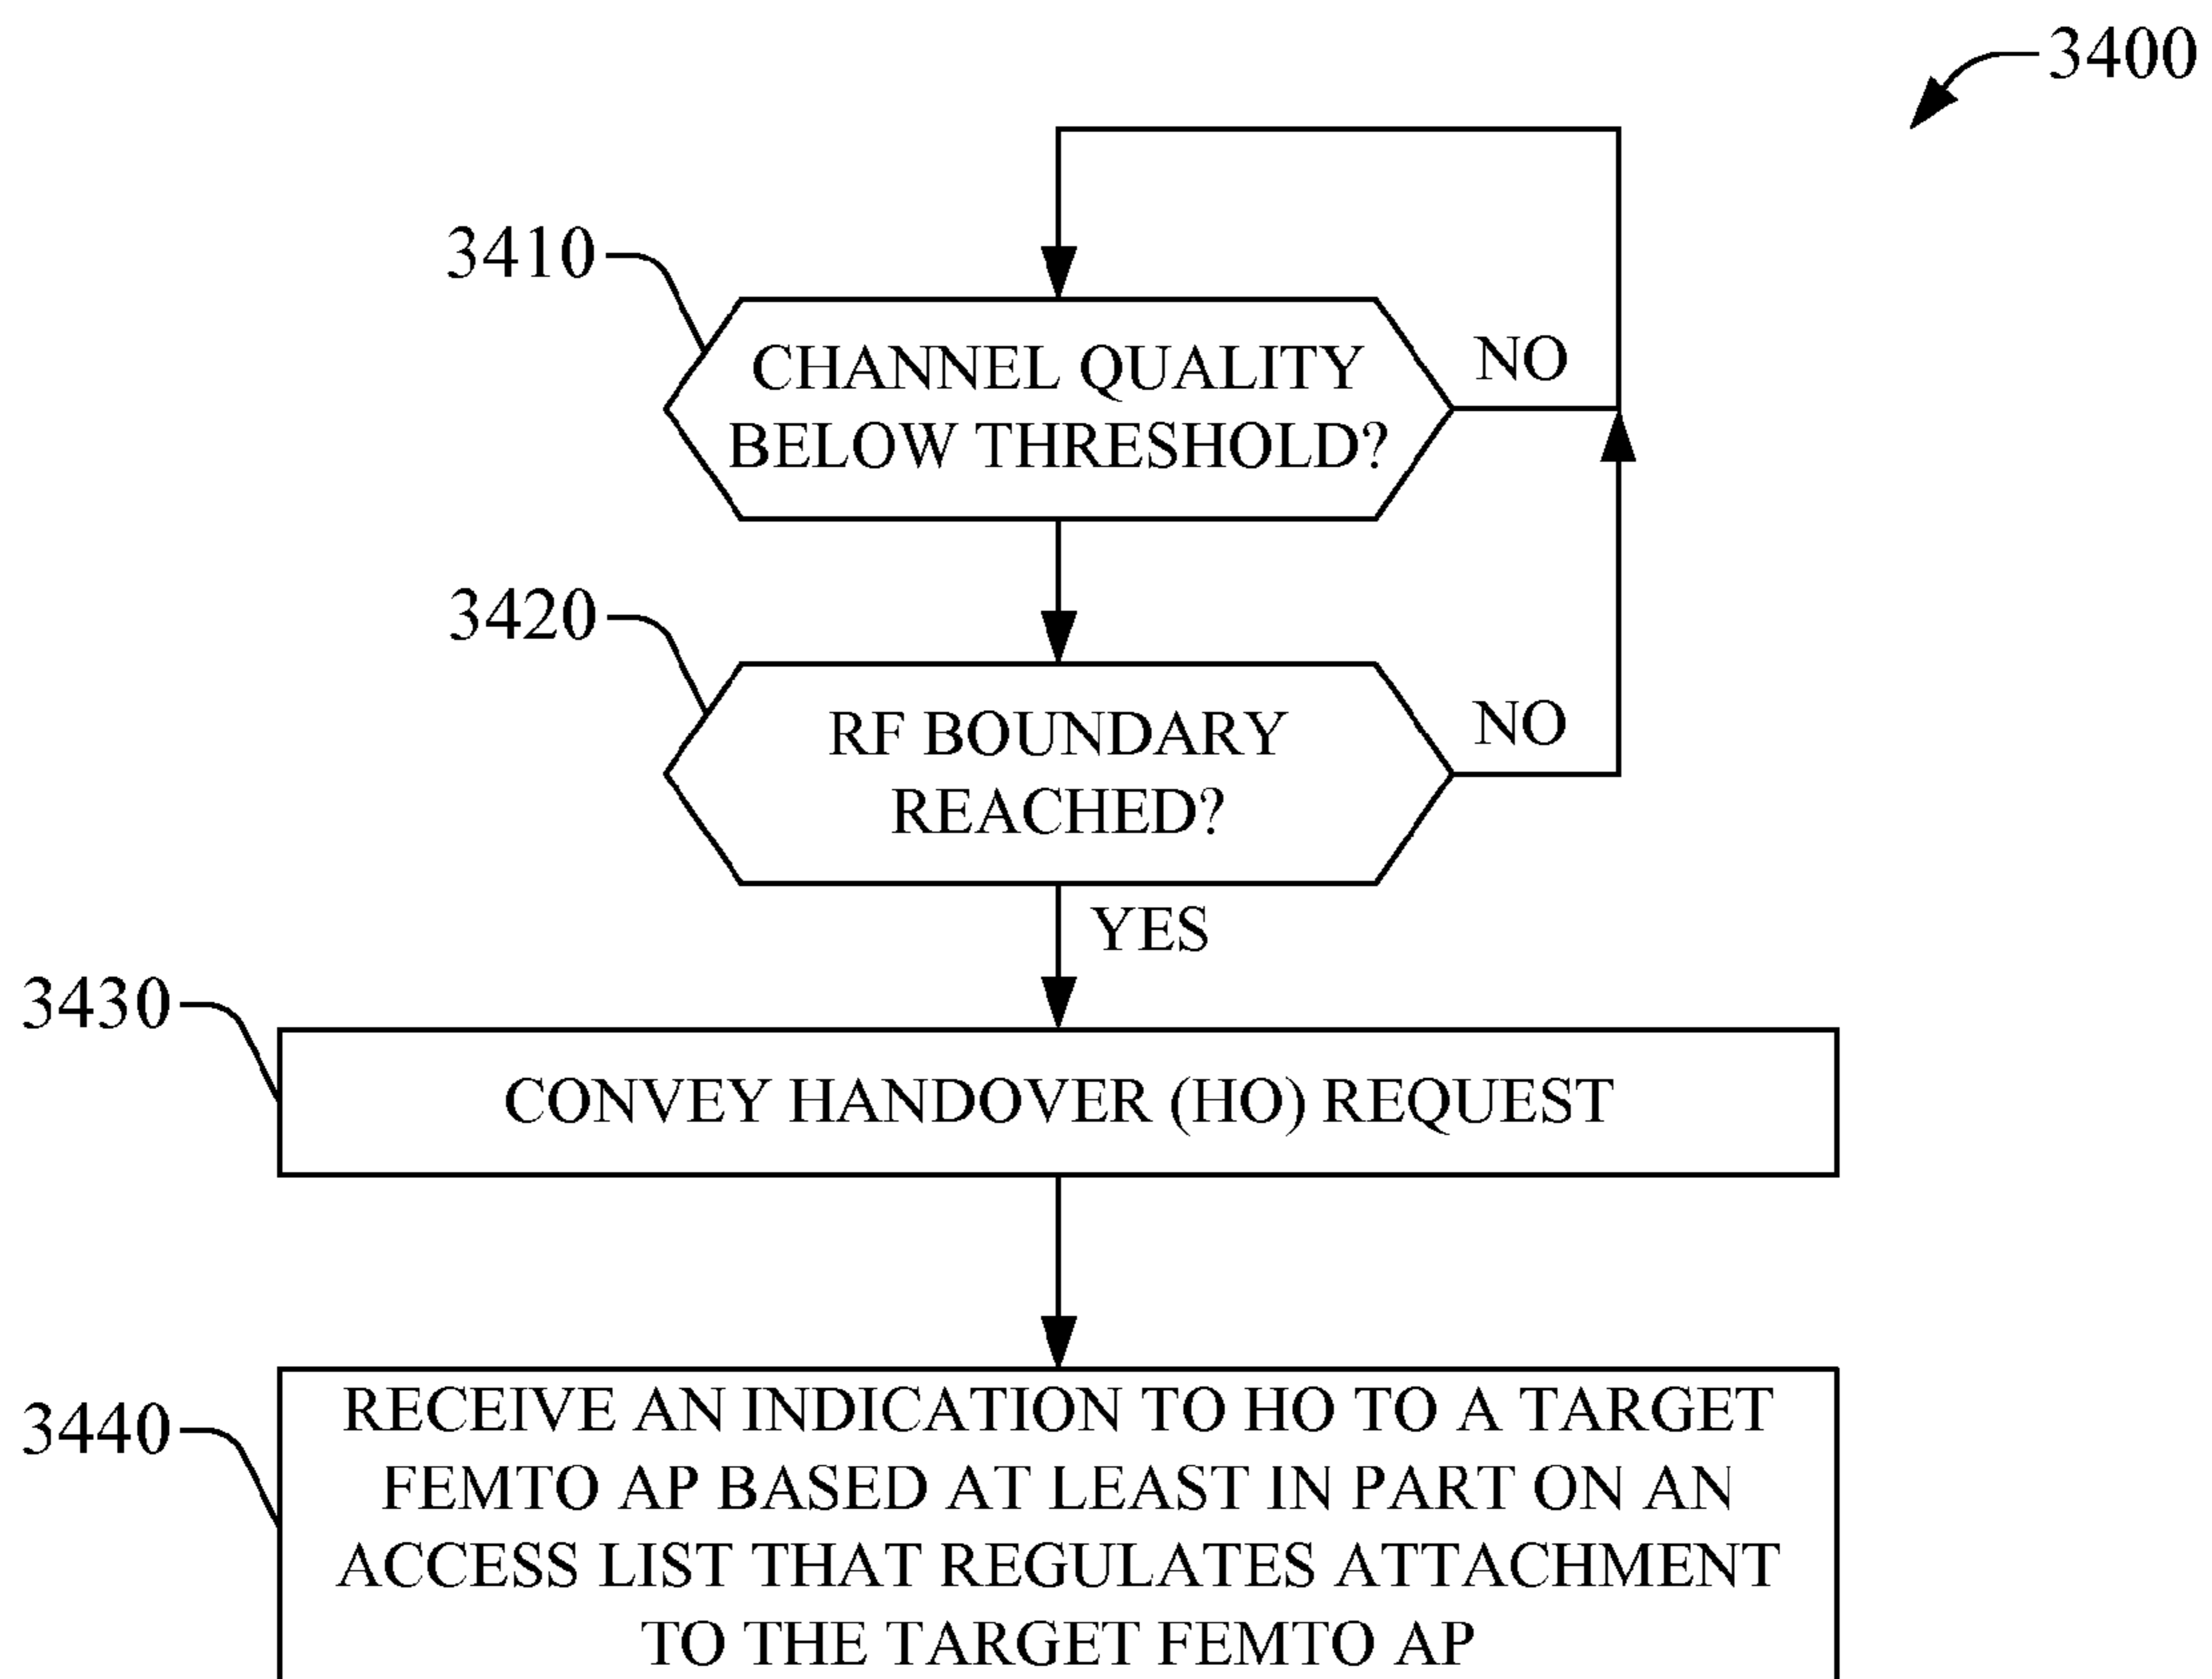 3400
3410
CHANNEL QUALITY
BELOW THRESHOLD?
NO
3420
RF BOUNDARY
REACHED?
NO
YES
3430
CONVEY HANDOVER (HO) REQUEST
3440
RECEIVE AN INDICATION TO HO TO A TARGET
FEMTO AP BASED AT LEAST IN PART ON AN
ACCESS LIST THAT REGULATES ATTACHMENT
TO THE TARGET FEMTO AP